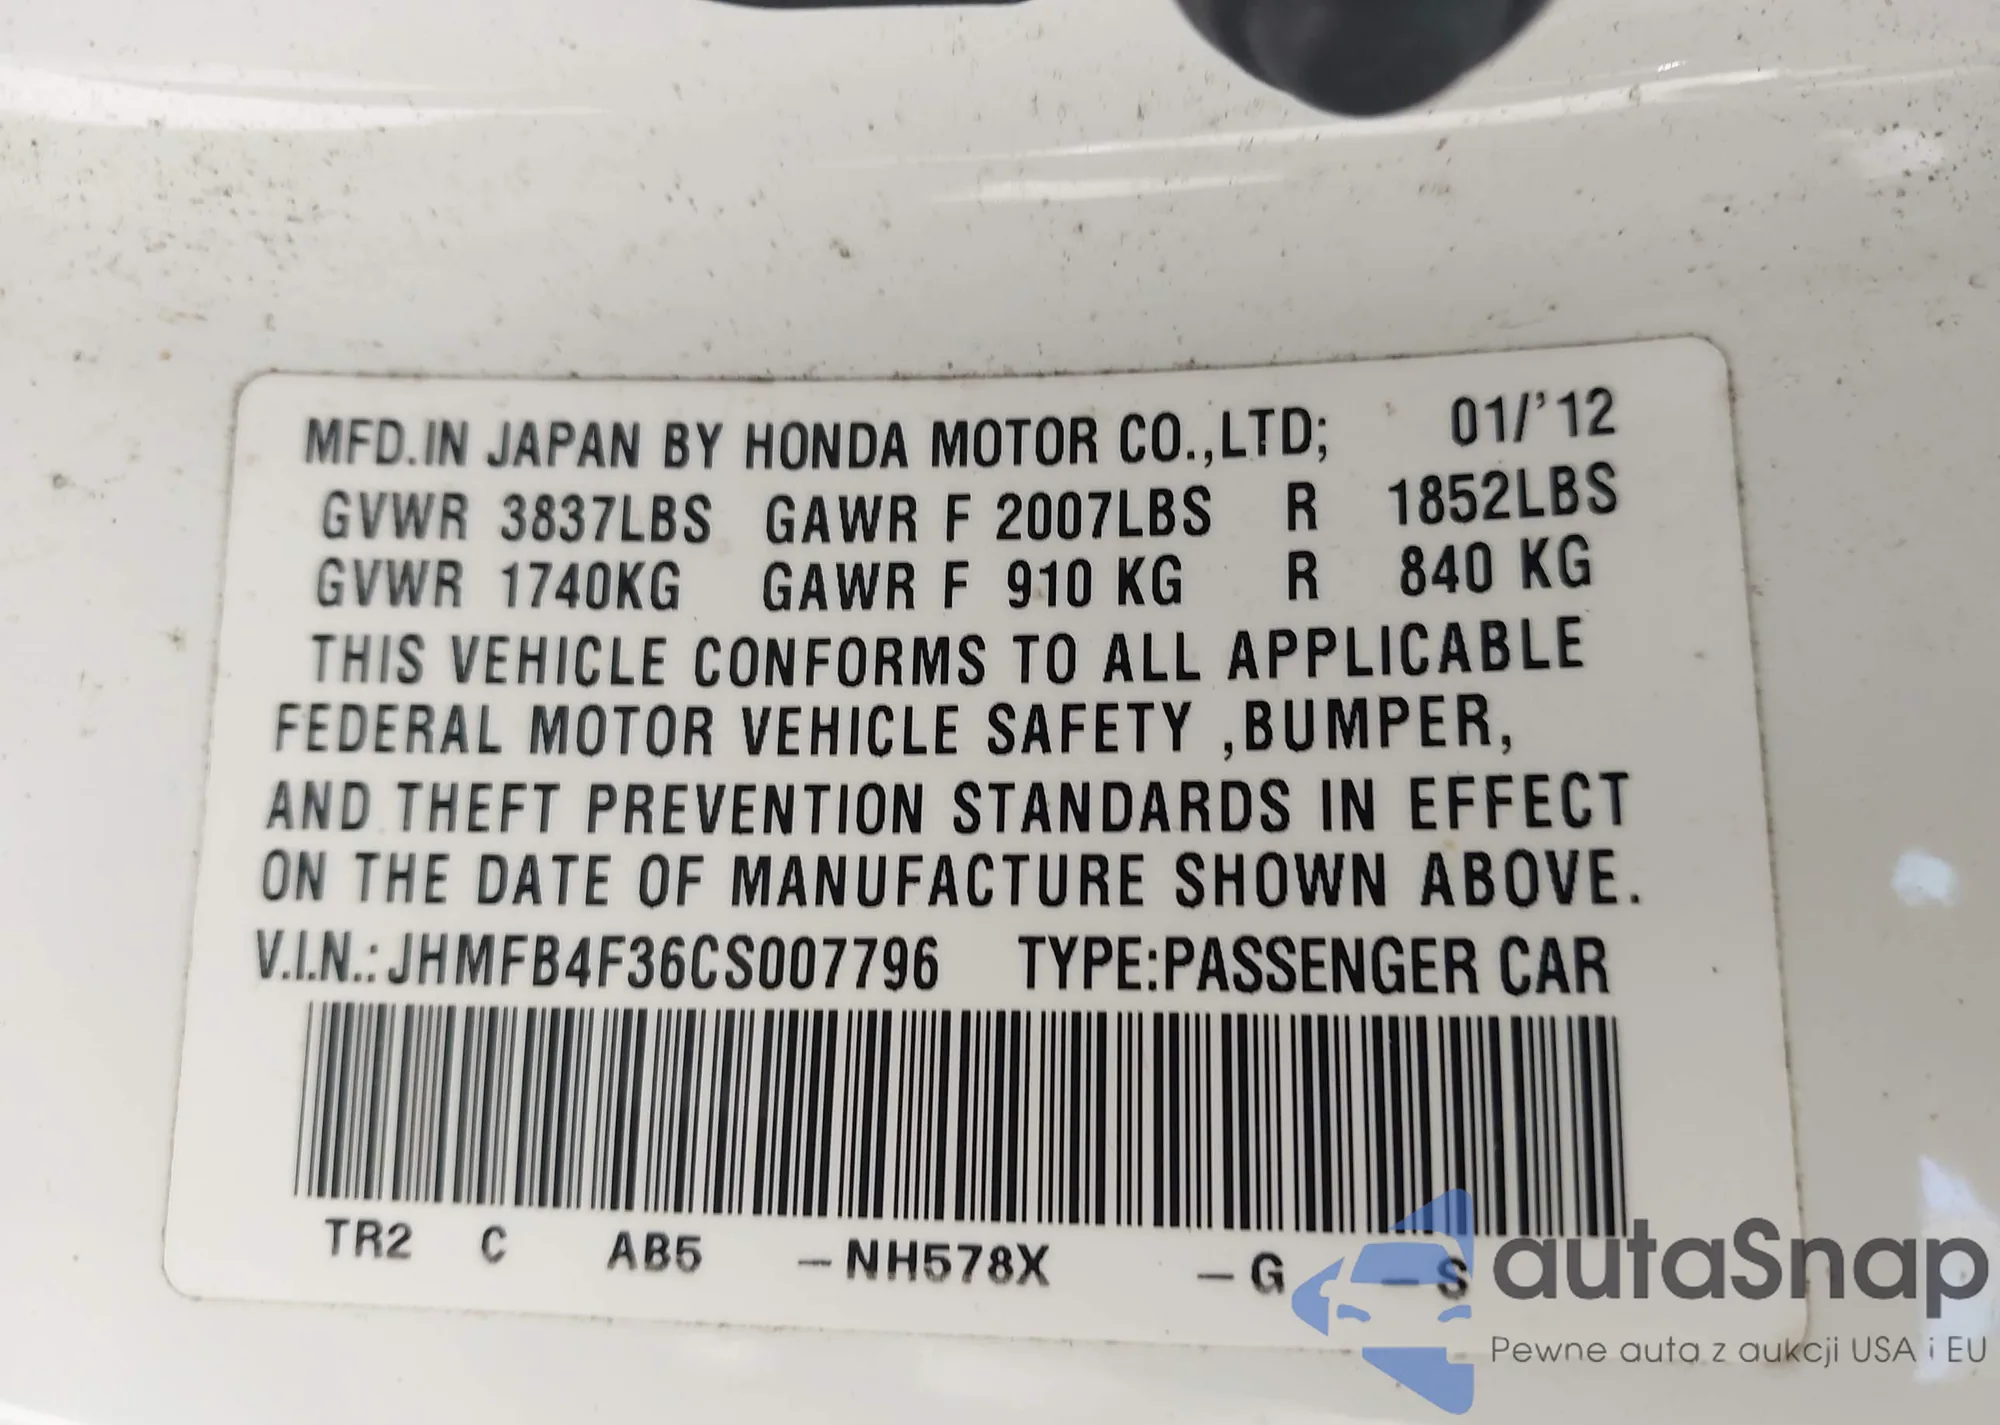 MFD.IN JAPAN BY HONDA MOTOR CO.,LTD; 01/'12
GVWR 3837LBS GAWR F 2007LBS R 1852LBS
GVWR 1740KG GAWR F 910 KG R 840 KG
THIS VEHICLE CONFORMS TO ALL APPLICABLE
FEDERAL MOTOR VEHICLE SAFETY ,BUMPER,
AND THEFT PREVENTION STANDARDS IN EFFECT
ON THE DATE OF MANUFACTURE SHOWN ABOVE.
V.I.N.:JHMFB4F36CS007796 TYPE:PASSENGER CAR
TR2 C AB5 –NH578X –G –S
autaSnap
Pewne auta z aukcji USA i EU